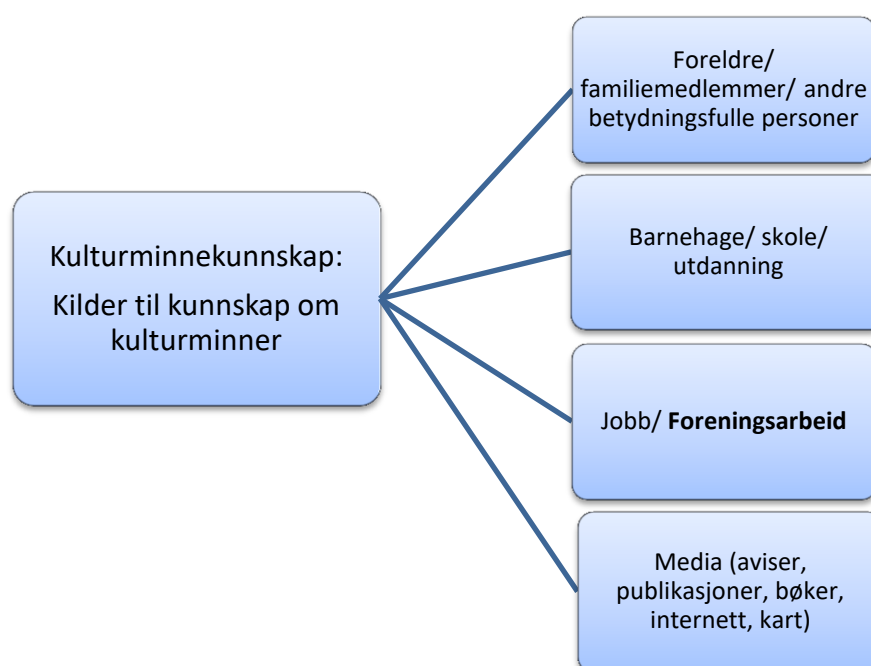 Kulturminnekunnskap:
Kilder til kunnskap om
kulturminner
Foreldre/
familiemedlemmer/ andre
betydningsfulle personer
Barnehage/ skole/
utdanning
Jobb/ Foreningsarbeid
Media (aviser,
publikasjoner, bøker,
internett, kart)